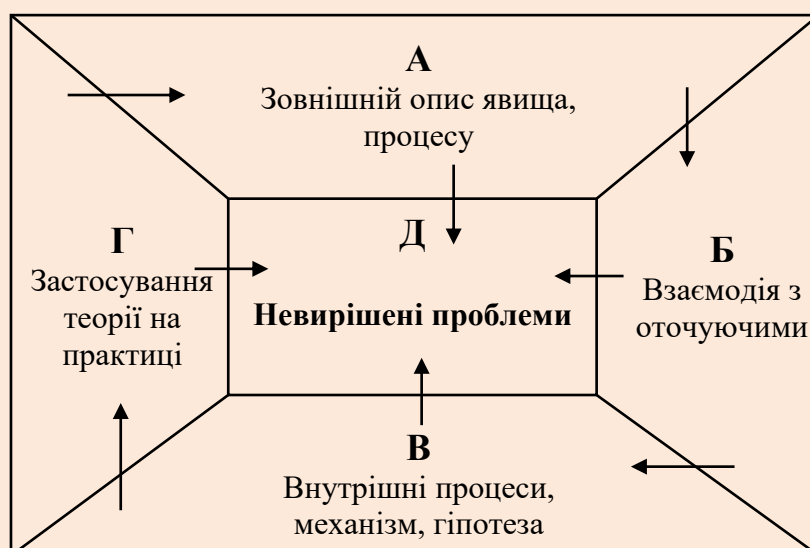 А
Зовнішній опис явища,
процесу
Г
Застосування
теорії на
практиці
Д
Невирішені проблеми
Б
Взаємодія з
оточуючими
В
Внутрішні процеси,
механізм, гіпотеза